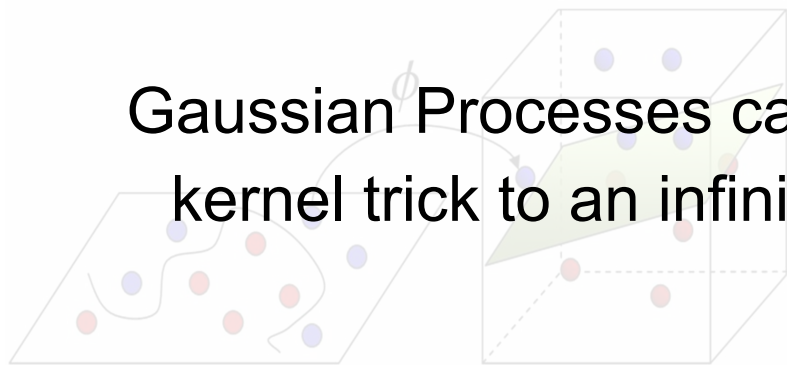 ϕ
Gaussian Processes ca
kernel trick to an infini